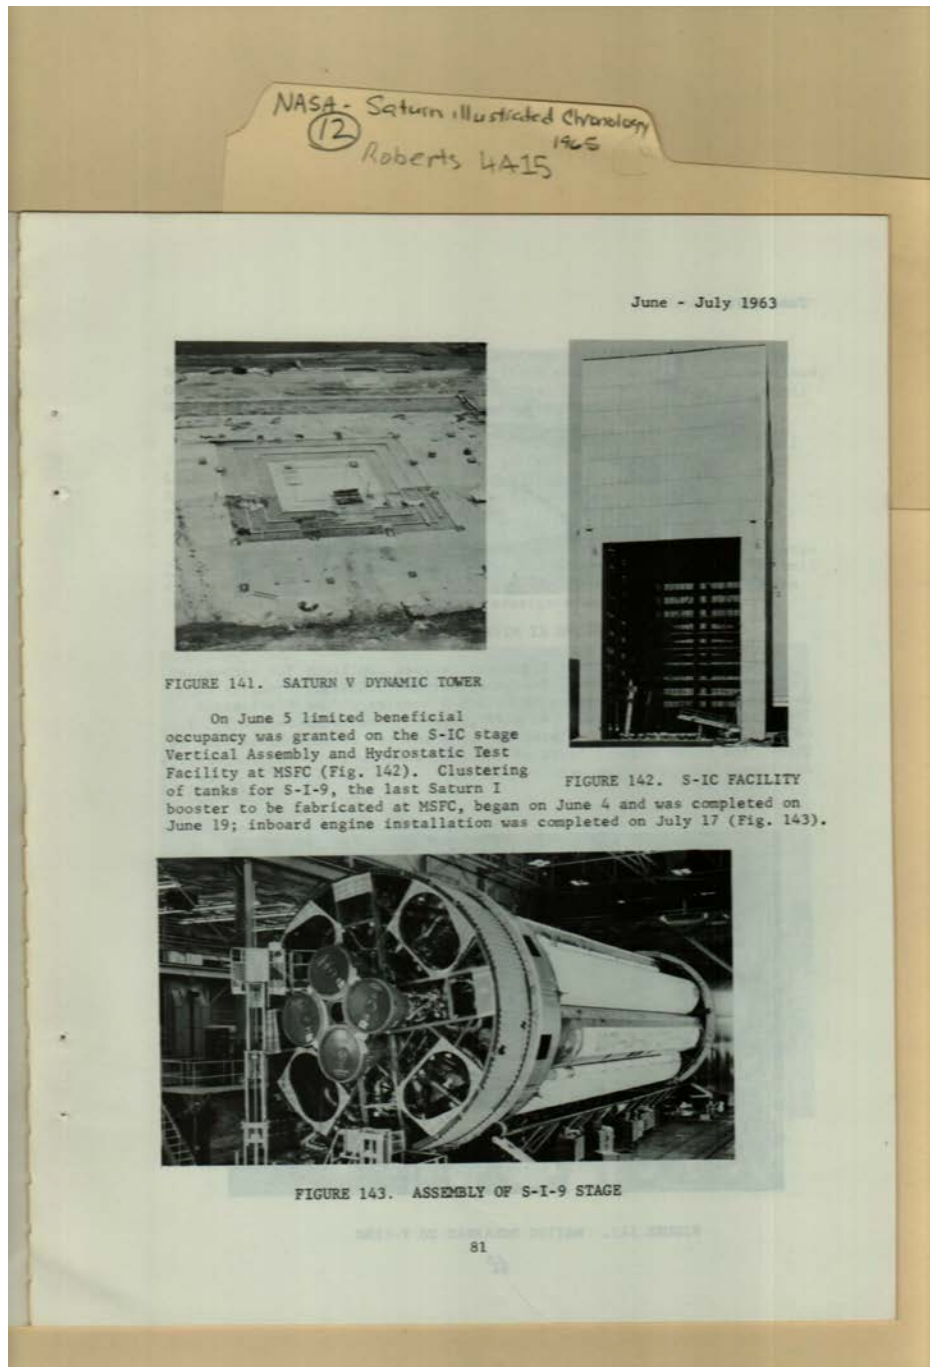 NASA - Saturn illustrated Chronology
12
1965
Roberts 4A15
June - July 1963
FIGURE 141. SATURN V DYNAMIC TOWER
On June 5 limited beneficial
occupancy was granted on the S-IC stage
Vertical Assembly and Hydrostatic Test
Facility at MSFC (Fig. 142). Clustering
of tanks for S-I-9, the last Saturn I
FIGURE 142. S-IC FACILITY
booster to be fabricated at MSFC, began on June 4 and was completed on
June 19; inboard engine installation was completed on July 17 (Fig. 143).
FIGURE 143. ASSEMBLY OF S-I-9 STAGE
81